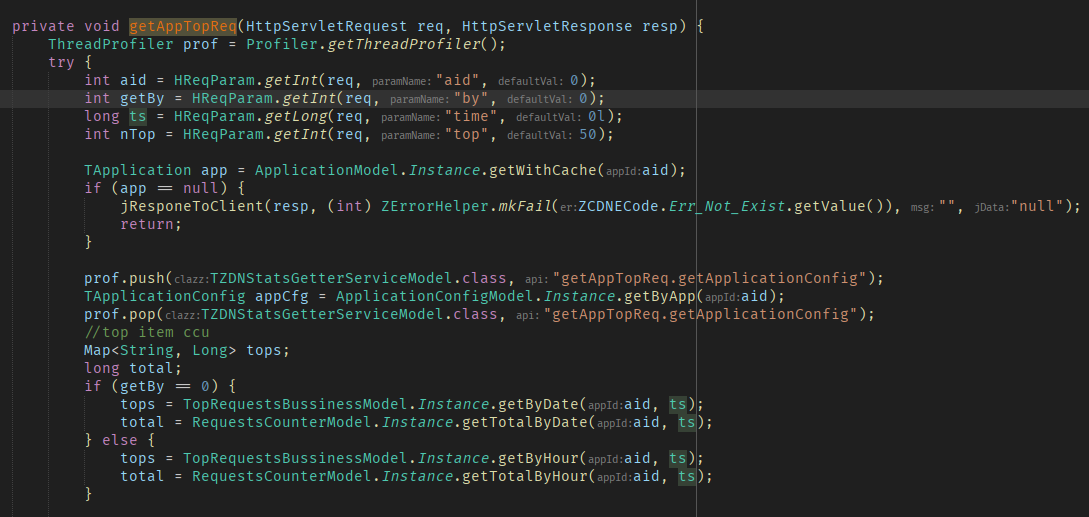 private void getAppTopReq(HttpServletRequest req, HttpServletResponse resp) {
ThreadProfiler prof = Profiler.getThreadProfiler();
try {
int aid = HReqParam.getInt(req, paramName: "aid", defaultVal: 0);
int getBy = HReqParam.getInt(req, paramName: "by", defaultVal: 0);
long ts = HReqParam.getLong(req, paramName: "time", defaultVal: 0l);
int nTop = HReqParam.getInt(req, paramName: "top", defaultVal: 50);
TApplication app = ApplicationModel.Instance.getWithCache(appId: aid);
if (app == null) {
jResponeToClient(resp, (int) ZErrorHelper.mkFail(er: ZCDNECode.Err_Not_Exist.getValue()), msg: "", jData: "null");
return;
}
prof.push(clazz: TZDNStatsGetterServiceModel.class, api: "getAppTopReq.getApplicationConfig");
TApplicationConfig appCfg = ApplicationConfigModel.Instance.getByApp(appId: aid);
prof.pop(clazz: TZDNStatsGetterServiceModel.class, api: "getAppTopReq.getApplicationConfig");
//top item ccu
Map<String, Long> tops;
long total;
if (getBy == 0) {
tops = TopRequestsBussinessModel.Instance.getByDate(appId: aid, ts);
total = RequestsCounterModel.Instance.getTotalByDate(appId: aid, ts);
} else {
tops = TopRequestsBussinessModel.Instance.getByHour(appId: aid, ts);
total = RequestsCounterModel.Instance.getTotalByHour(appId: aid, ts);
}